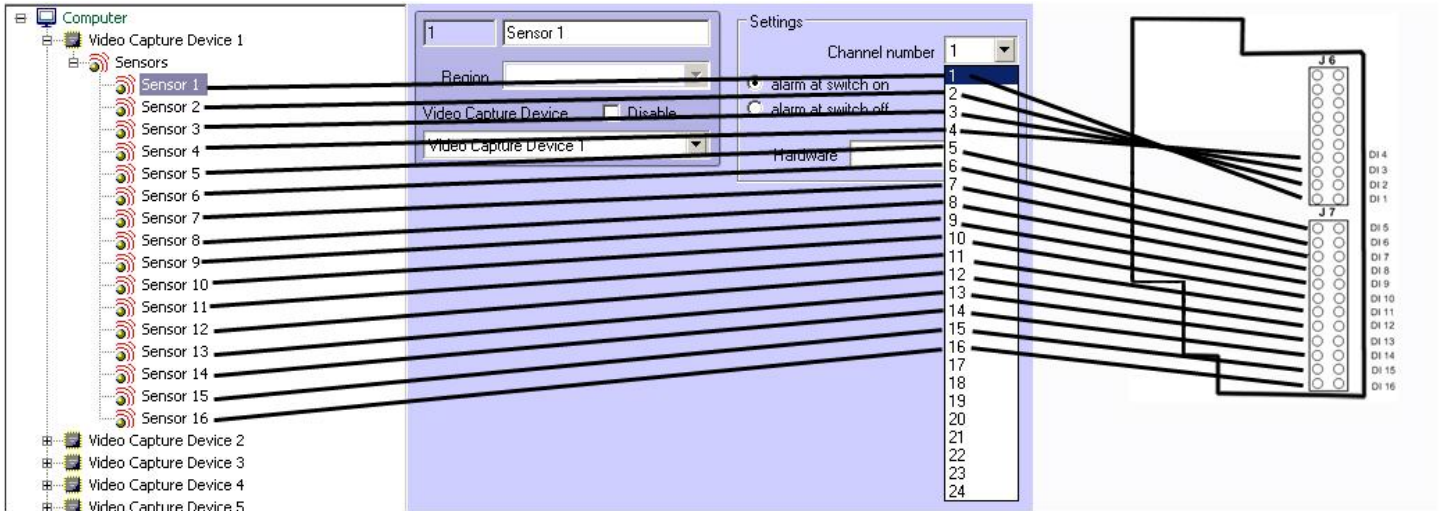 Computer
Video Capture Device 1
Sensors
Sensor 1
Sensor 2
Sensor 3
Sensor 4
Sensor 5
Sensor 6
Sensor 7
Sensor 8
Sensor 9
Sensor 10
Sensor 11
Sensor 12
Sensor 13
Sensor 14
Sensor 15
Sensor 16
Video Capture Device 2
Video Capture Device 3
Video Capture Device 4
Video Capture Device 5
1 Sensor 1
Region
Video Capture Device Disable
Video Capture Device 1
Settings
Channel number 1
alarm at switch on
alarm at switch off
Hardware
1
2
3
4
5
6
7
8
9
10
11
12
13
14
15
16
17
18
19
20
21
22
23
24
J 6
DI 4
DI 3
DI 2
DI 1
J 7
DI 5
DI 6
DI 7
DI 8
DI 9
DI 10
DI 11
DI 12
DI 13
DI 14
DI 15
DI 16